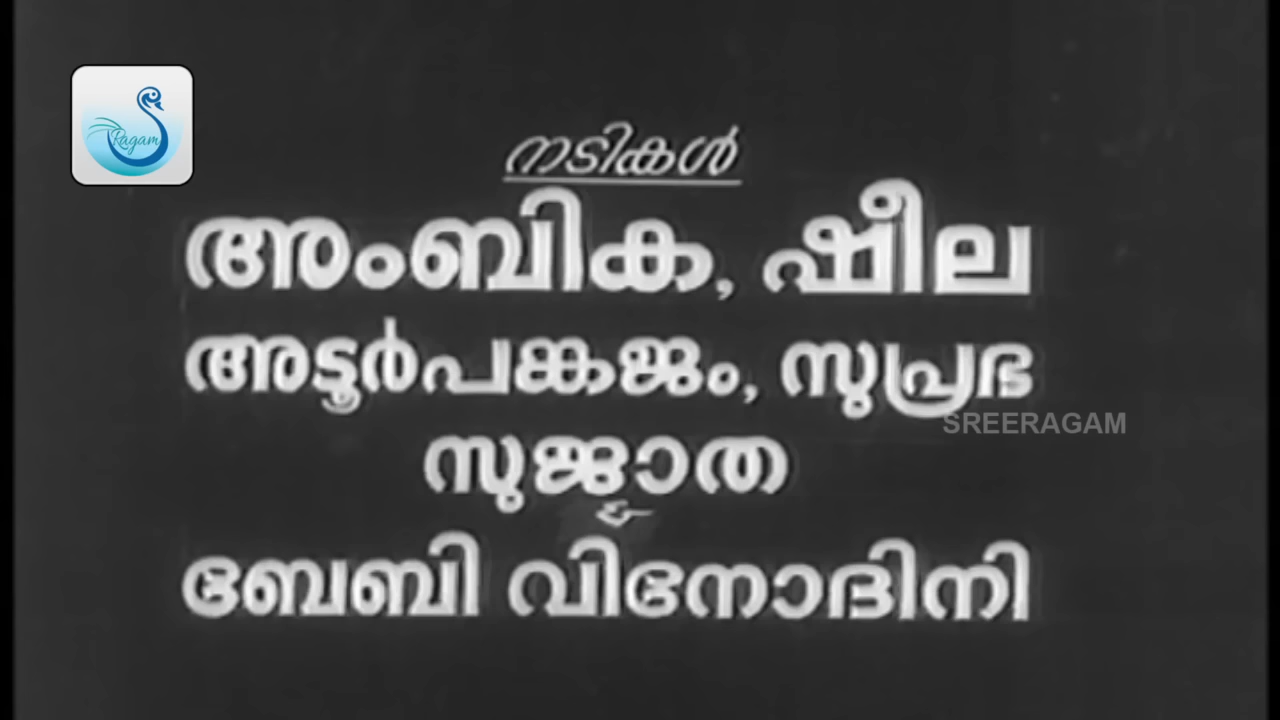 Ragam
നടികൾ
അംബിക, ഷീല
അടൂർപങ്കജം, സുപ്രഭ
SREERAGAM
സുജാത
ബേബി വിനോദിനി